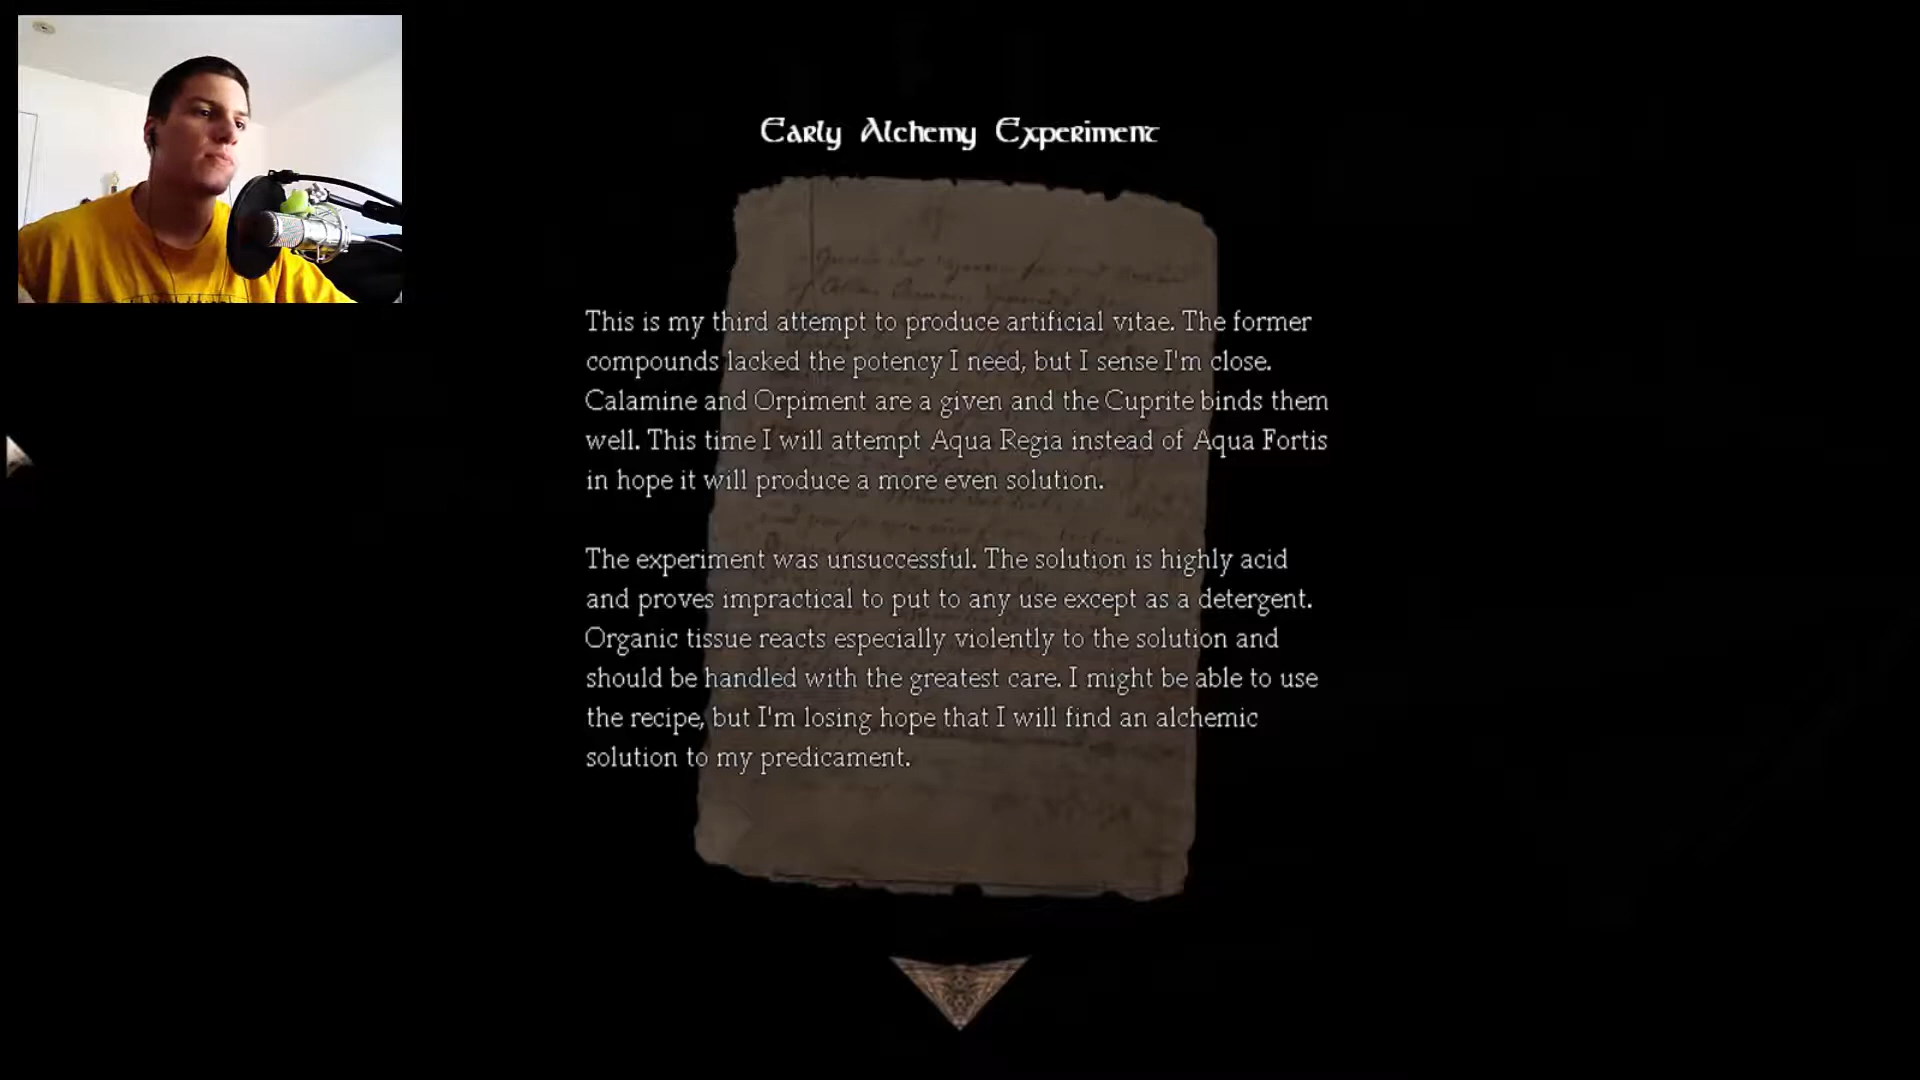 Early Alchemy Experiment
This is my third attempt to produce artificial vitae. The former
compounds lacked the potency I need, but I sense I'm close.
Calamine and Orpiment are a given and the Cuprite binds them
well. This time I will attempt Aqua Regia instead of Aqua Fortis
in hope it will produce a more even solution.
The experiment was unsuccessful. The solution is highly acid
and proves impractical to put to any use except as a detergent.
Organic tissue reacts especially violently to the solution and
should be handled with the greatest care. I might be able to use
the recipe, but I'm losing hope that I will find an alchemic
solution to my predicament.